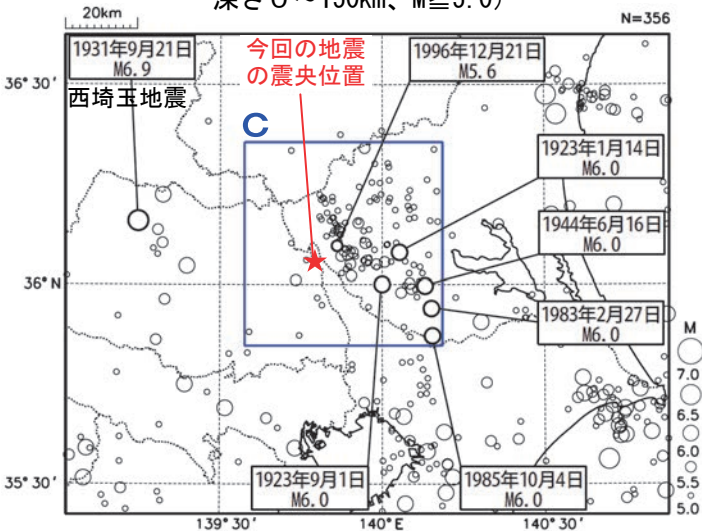 深さ0～150km、M≧5.0)
20km
N=356
1931年9月21日
M6.9
西埼玉地震
今回の地震
の震央位置
1996年12月21日
M5.6
36°30′
C
1923年1月14日
M6.0
1944年6月16日
M6.0
36°N
1983年2月27日
M6.0
M
7.0
6.5
6.0
5.5
5.0
1923年9月1日
M6.0
1985年10月4日
M6.0
35°30′
139°30′
140°E
140°30′